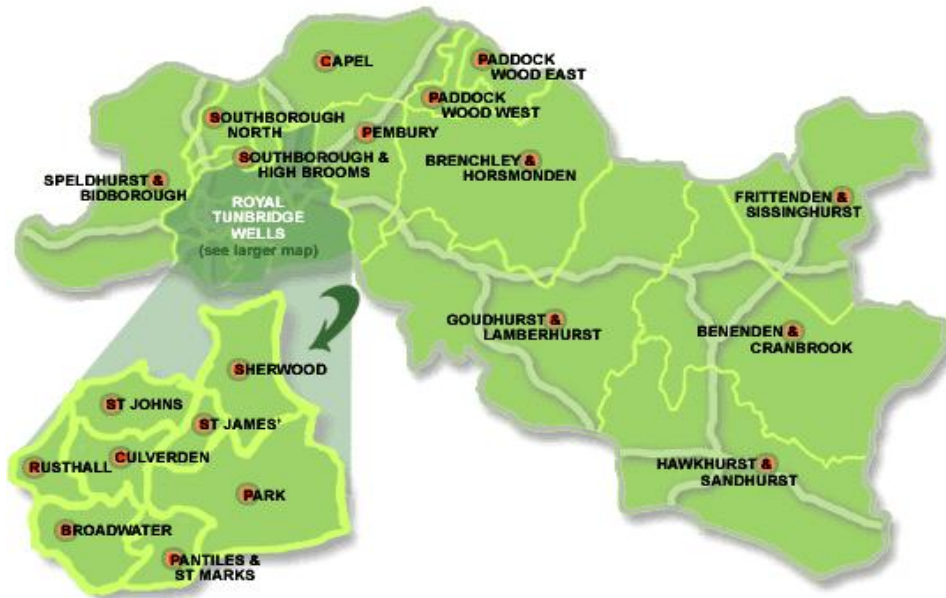 CAPEL
PADDOCK
WOOD EAST
PADDOCK
WOOD WEST
SOUTHBOROUGH
NORTH
PEMBURY
SOUTHBOROUGH &
HIGH BROOMS
BRENCHLEY &
HORSMONDEN
SPELDHURST &
BIDBOROUGH
FRITTENDEN &
SISSINGHURST
ROYAL
TUNBRIDGE
WELLS
(see larger map)
GOUDHURST &
LAMBERHURST
BENENDEN &
CRANBROOK
SHERWOOD
ST JOHNS
ST JAMES'
CULVERDEN
RUSTHALL
HAWKHURST &
SANDHURST
PARK
BROADWATER
PANTILES &
ST MARKS